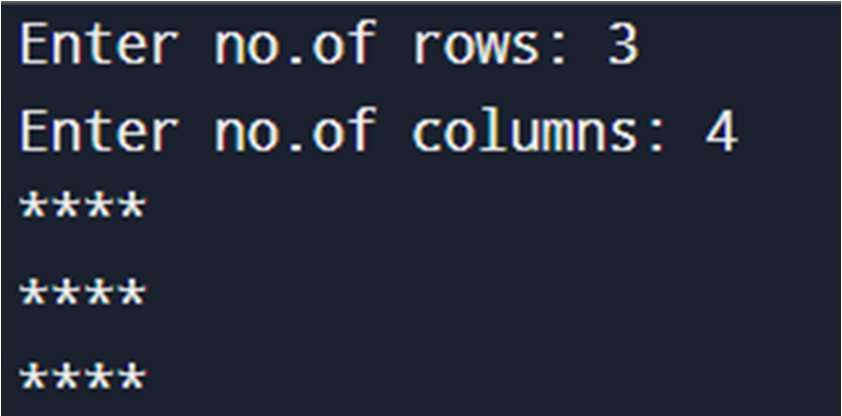 Enter no.of rows: 3
Enter no.of columns: 4
****
****
****